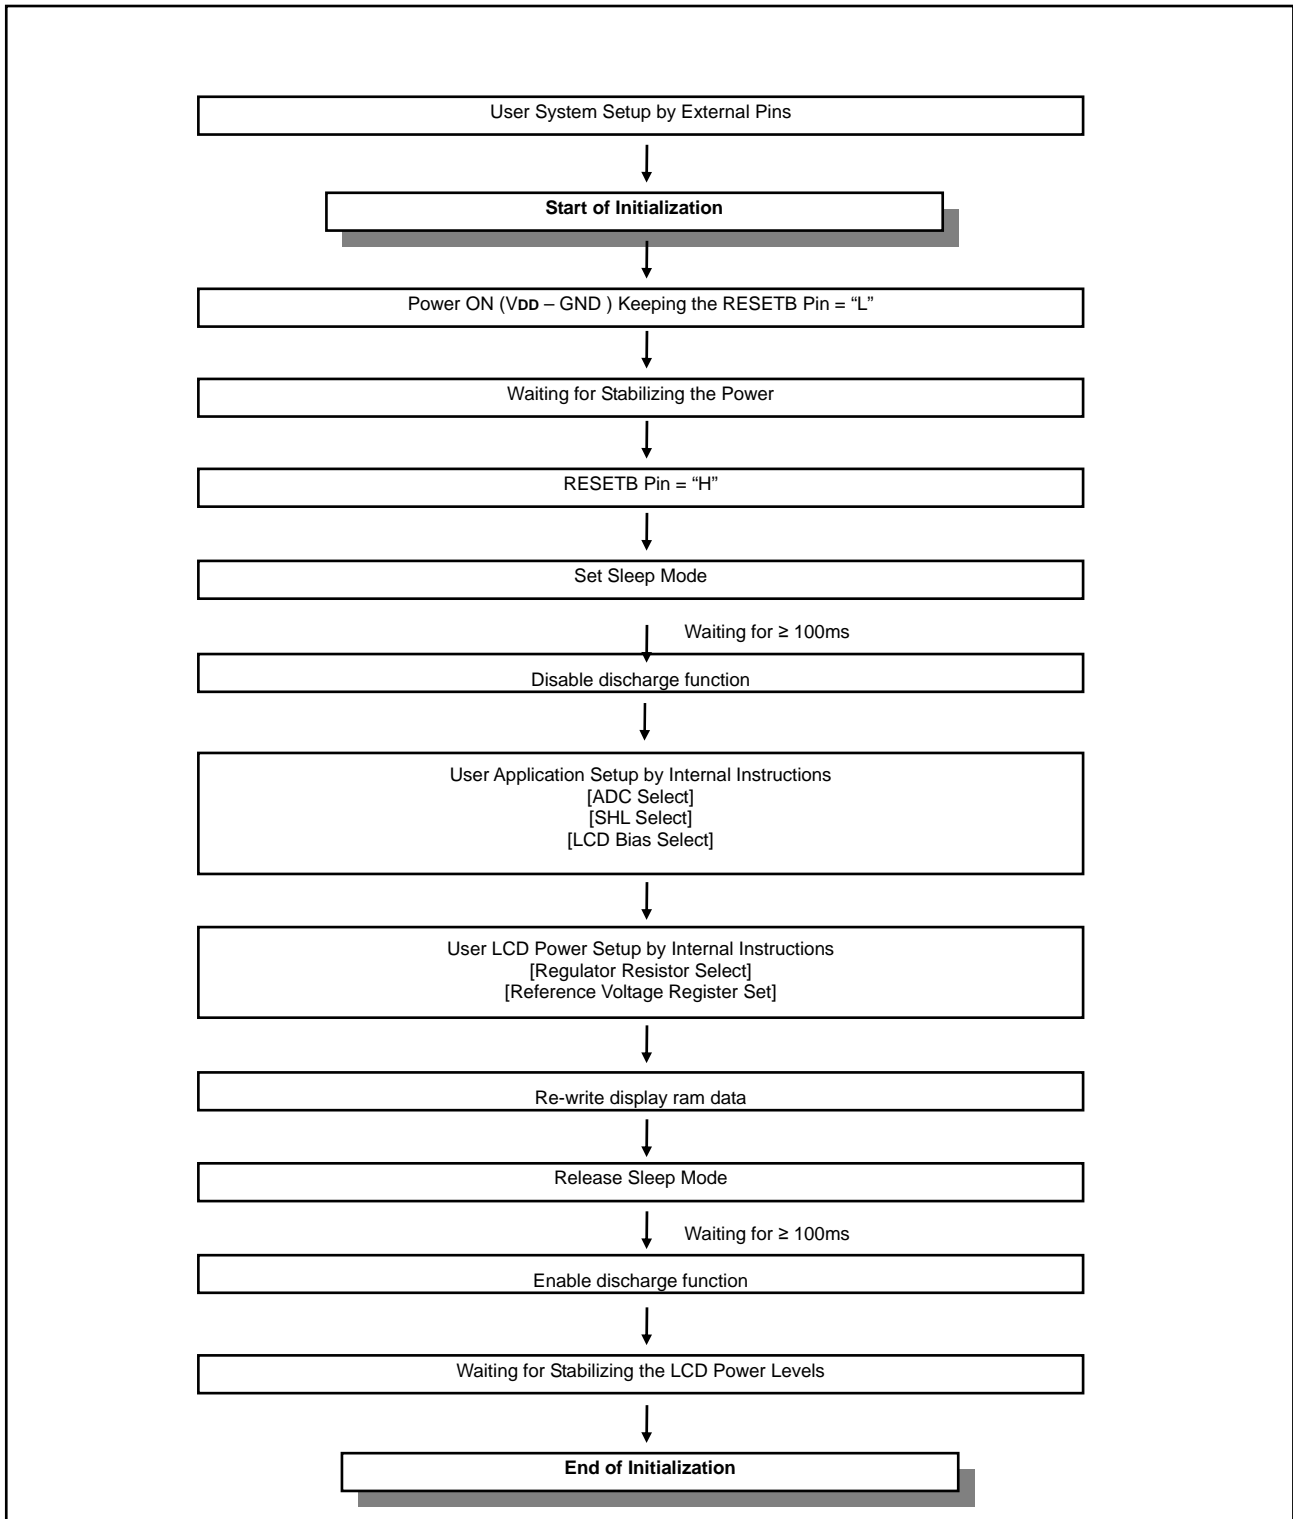 User System Setup by External Pins
Start of Initialization
Power ON (VDD – GND ) Keeping the RESETB Pin = “L”
Waiting for Stabilizing the Power
RESETB Pin = “H”
Set Sleep Mode
Waiting for ≥ 100ms
Disable discharge function
User Application Setup by Internal Instructions
[ADC Select]
[SHL Select]
[LCD Bias Select]
User LCD Power Setup by Internal Instructions
[Regulator Resistor Select]
[Reference Voltage Register Set]
Re-write display ram data
Release Sleep Mode
Waiting for ≥ 100ms
Enable discharge function
Waiting for Stabilizing the LCD Power Levels
End of Initialization